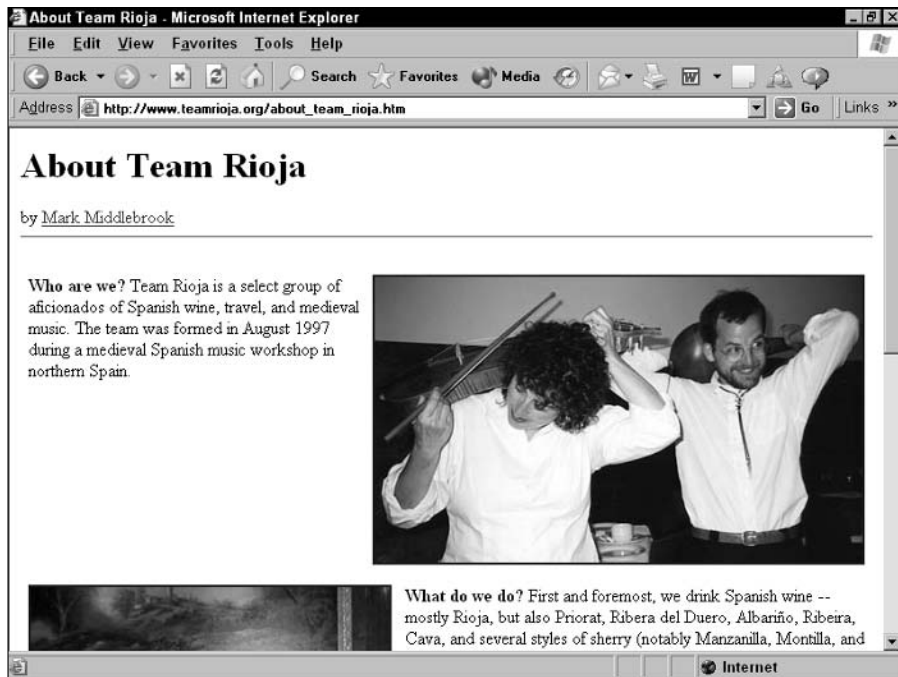 About Team Rioja - Microsoft Internet Explorer
File Edit View Favorites Tools Help
Back Search Favorites Media
Address http://www.teamrioja.org/about_team_rioja.htm Go Links »
About Team Rioja
by Mark Middlebrook
Who are we? Team Rioja is a select group of
aficionados of Spanish wine, travel, and medieval
music. The team was formed in August 1997
during a medieval Spanish music workshop in
northern Spain.
What do we do? First and foremost, we drink Spanish wine --
mostly Rioja, but also Priorat, Ribera del Duero, Albariño, Ribeira,
Cava, and several styles of sherry (notably Manzanilla, Montilla, and
Internet